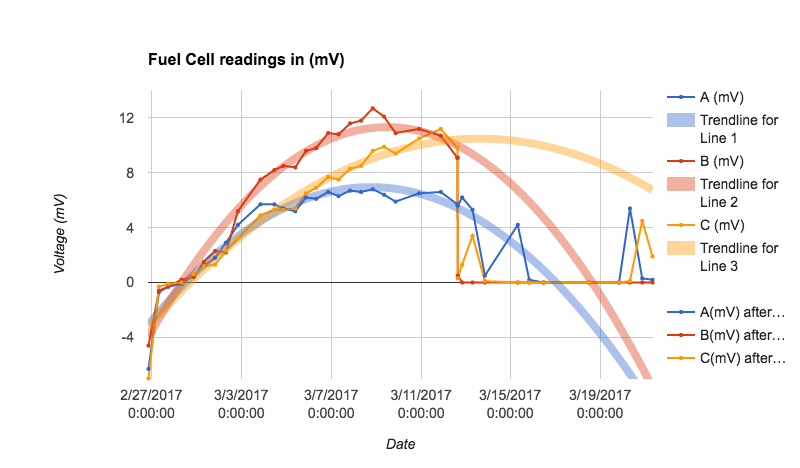 Fuel Cell readings in (mV)
12
8
4
0
-4
Voltage (mV)
2/27/2017
0:00:00
3/3/2017
0:00:00
3/7/2017
0:00:00
3/11/2017
0:00:00
3/15/2017
0:00:00
3/19/2017
0:00:00
Date
A (mV)
Trendline for
Line 1
B (mV)
Trendline for
Line 2
C (mV)
Trendline for
Line 3
A(mV) after…
B(mV) after…
C(mV) after…